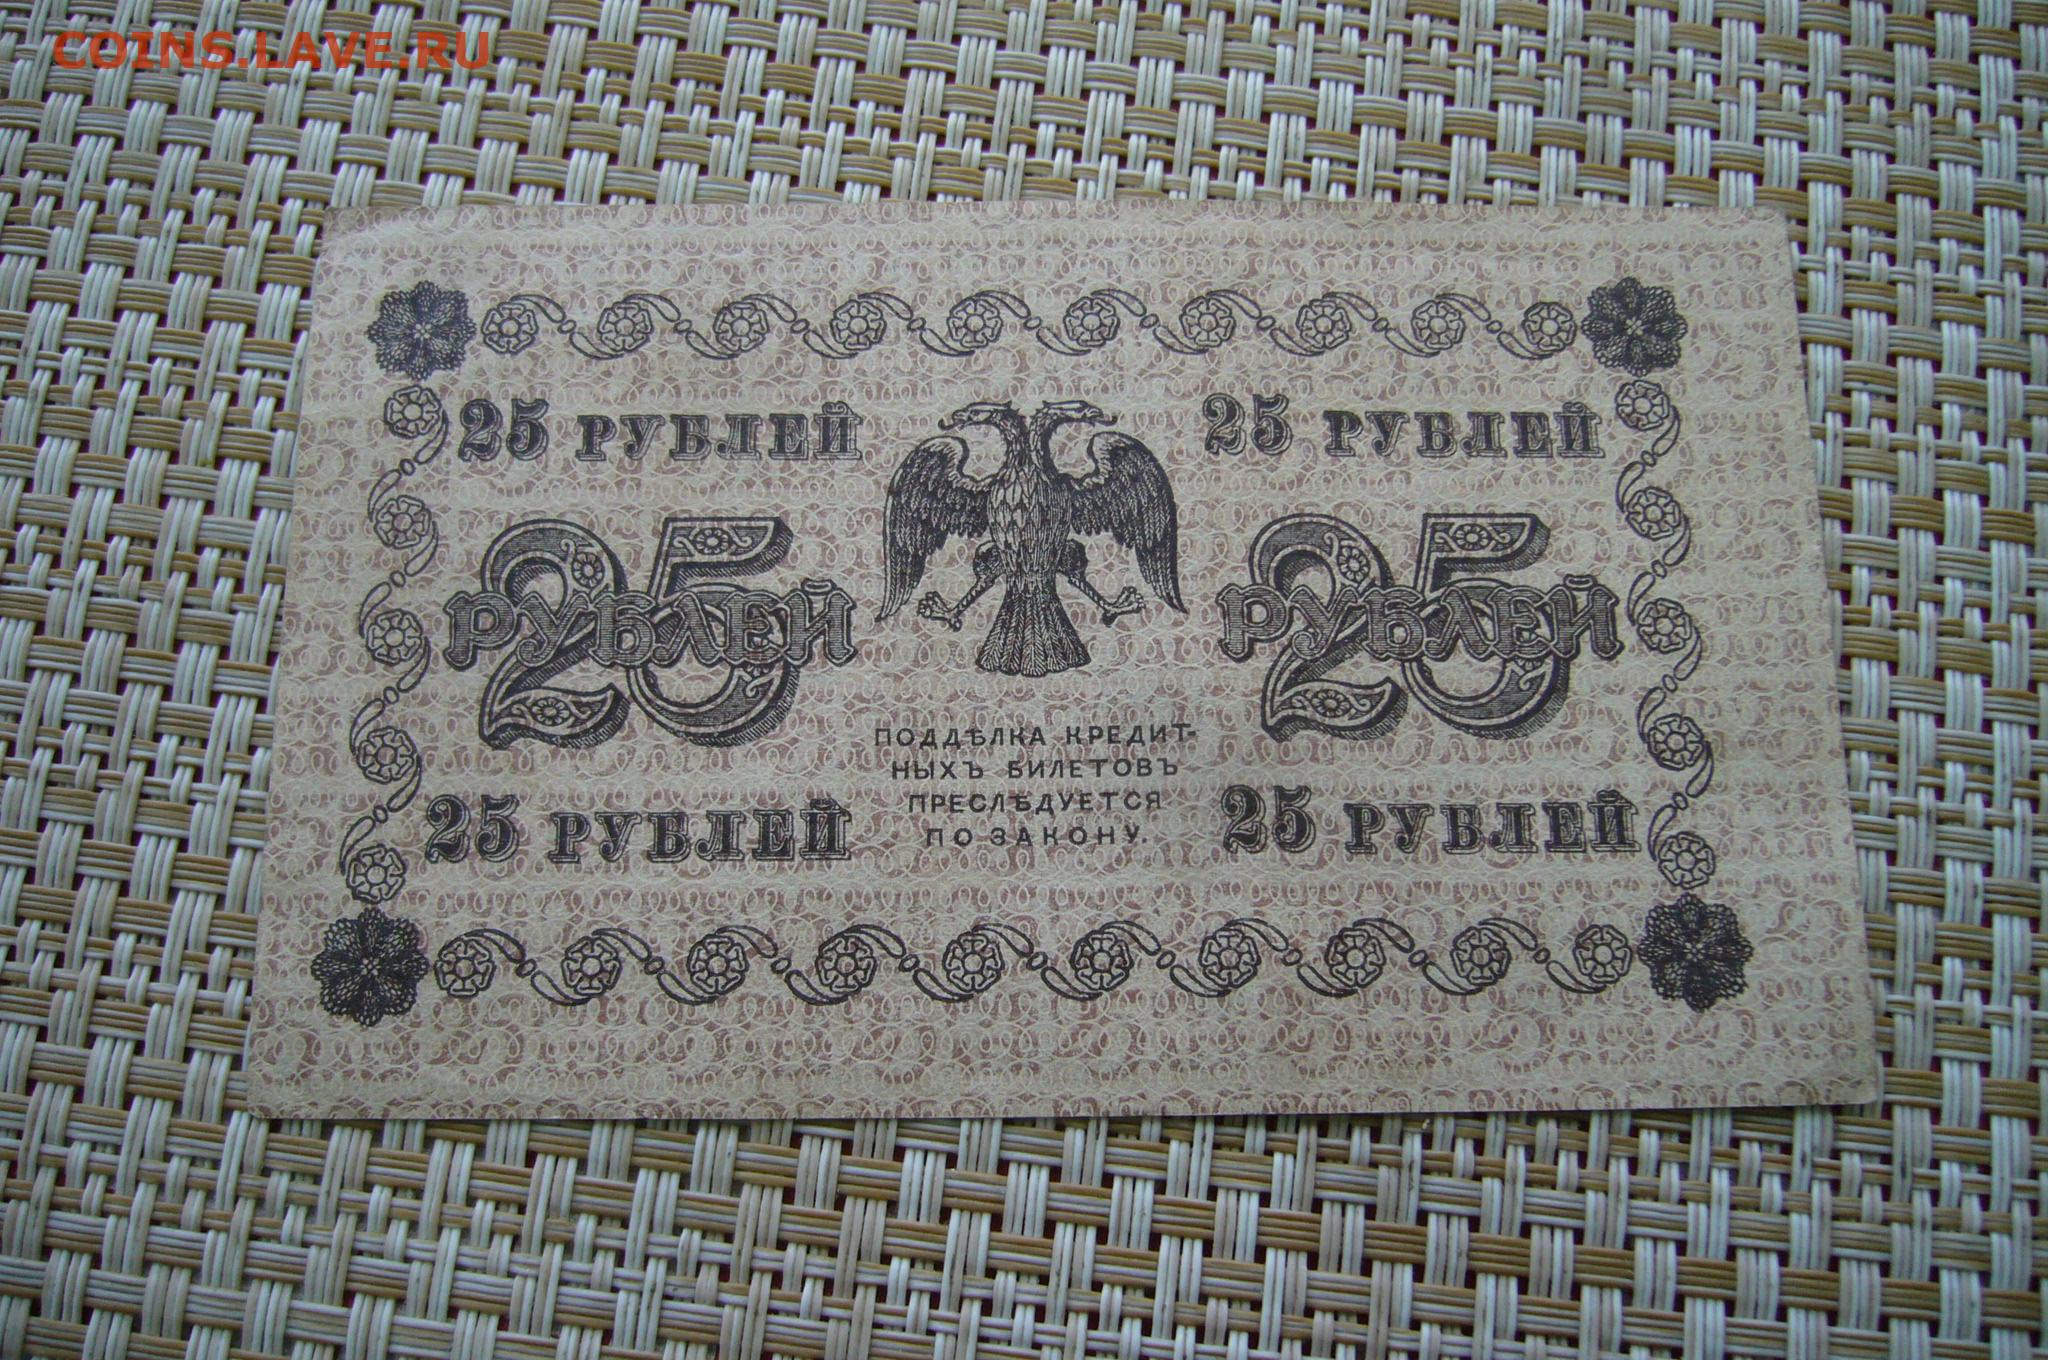 COINS.LAVE.RU
25 РУБЛЕЙ
25 РУБЛЕЙ
25 РУБЛЕЙ
25 РУБЛЕЙ
ПОДДѢЛКА КРЕДИТ-
НЫХЪ БИЛЕТОВЪ
ПРЕСЛѢДУЕТСЯ
ПО ЗАКОНУ.
25 РУБЛЕЙ
25 РУБЛЕЙ